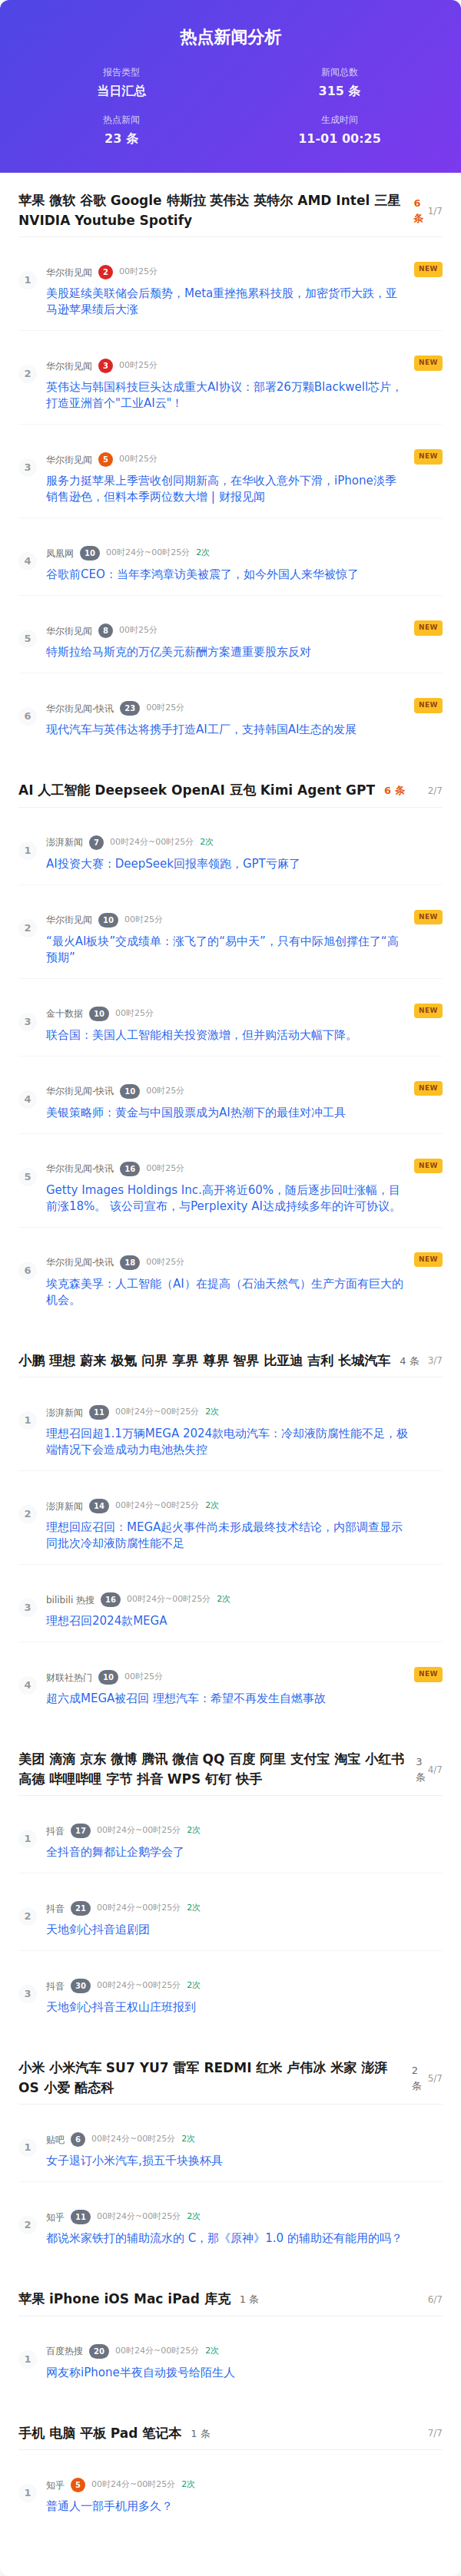 热点新闻分析
报告类型
当日汇总
新闻总数
315 条
热点新闻
23 条
生成时间
11-01 00:25
苹果 微软 谷歌 Google 特斯拉 英伟达 英特尔 AMD Intel 三星
NVIDIA Youtube Spotify
6
条
1/7
1
华尔街见闻 2 00时25分
NEW
美股延续美联储会后颓势，Meta重挫拖累科技股，加密货币大跌，亚
马逊苹果绩后大涨
2
华尔街见闻 3 00时25分
NEW
英伟达与韩国科技巨头达成重大AI协议：部署26万颗Blackwell芯片，
打造亚洲首个"工业AI云"！
3
华尔街见闻 5 00时25分
NEW
服务力挺苹果上季营收创同期新高，在华收入意外下滑，iPhone淡季
销售逊色，但料本季两位数大增 | 财报见闻
4
凤凰网 10 00时24分~00时25分 2次
谷歌前CEO：当年李鸿章访美被震了，如今外国人来华被惊了
5
华尔街见闻 8 00时25分
NEW
特斯拉给马斯克的万亿美元薪酬方案遭重要股东反对
6
华尔街见闻-快讯 23 00时25分
NEW
现代汽车与英伟达将携手打造AI工厂，支持韩国AI生态的发展
AI 人工智能 Deepseek OpenAI 豆包 Kimi Agent GPT 6 条 2/7
1
澎湃新闻 7 00时24分~00时25分 2次
AI投资大赛：DeepSeek回报率领跑，GPT亏麻了
2
华尔街见闻 10 00时25分
NEW
“最火AI板块”交成绩单：涨飞了的“易中天”，只有中际旭创撑住了“高
预期”
3
金十数据 10 00时25分
NEW
联合国：美国人工智能相关投资激增，但并购活动大幅下降。
4
华尔街见闻-快讯 10 00时25分
NEW
美银策略师：黄金与中国股票成为AI热潮下的最佳对冲工具
5
华尔街见闻-快讯 16 00时25分
NEW
Getty Images Holdings Inc.高开将近60%，随后逐步回吐涨幅，目
前涨18%。 该公司宣布，与Perplexity AI达成持续多年的许可协议。
6
华尔街见闻-快讯 18 00时25分
NEW
埃克森美孚：人工智能（AI）在提高（石油天然气）生产方面有巨大的
机会。
小鹏 理想 蔚来 极氪 问界 享界 尊界 智界 比亚迪 吉利 长城汽车 4 条 3/7
1
澎湃新闻 11 00时24分~00时25分 2次
理想召回超1.1万辆MEGA 2024款电动汽车：冷却液防腐性能不足，极
端情况下会造成动力电池热失控
2
澎湃新闻 14 00时24分~00时25分 2次
理想回应召回：MEGA起火事件尚未形成最终技术结论，内部调查显示
同批次冷却液防腐性能不足
3
bilibili 热搜 16 00时24分~00时25分 2次
理想召回2024款MEGA
4
财联社热门 10 00时25分
NEW
超六成MEGA被召回 理想汽车：希望不再发生自燃事故
美团 滴滴 京东 微博 腾讯 微信 QQ 百度 阿里 支付宝 淘宝 小红书
高德 哔哩哔哩 字节 抖音 WPS 钉钉 快手
3
条
4/7
1
抖音 17 00时24分~00时25分 2次
全抖音的舞都让企鹅学会了
2
抖音 21 00时24分~00时25分 2次
天地剑心抖音追剧团
3
抖音 30 00时24分~00时25分 2次
天地剑心抖音王权山庄班报到
小米 小米汽车 SU7 YU7 雷军 REDMI 红米 卢伟冰 米家 澎湃
OS 小爱 酷态科
2
条
5/7
1
贴吧 6 00时24分~00时25分 2次
女子退订小米汽车,损五千块换杯具
2
知乎 11 00时24分~00时25分 2次
都说米家铁打的辅助流水的 C，那《原神》1.0 的辅助还有能用的吗？
苹果 iPhone iOS Mac iPad 库克 1 条 6/7
1
百度热搜 20 00时24分~00时25分 2次
网友称iPhone半夜自动拨号给陌生人
手机 电脑 平板 Pad 笔记本 1 条 7/7
1
知乎 5 00时24分~00时25分 2次
普通人一部手机用多久？